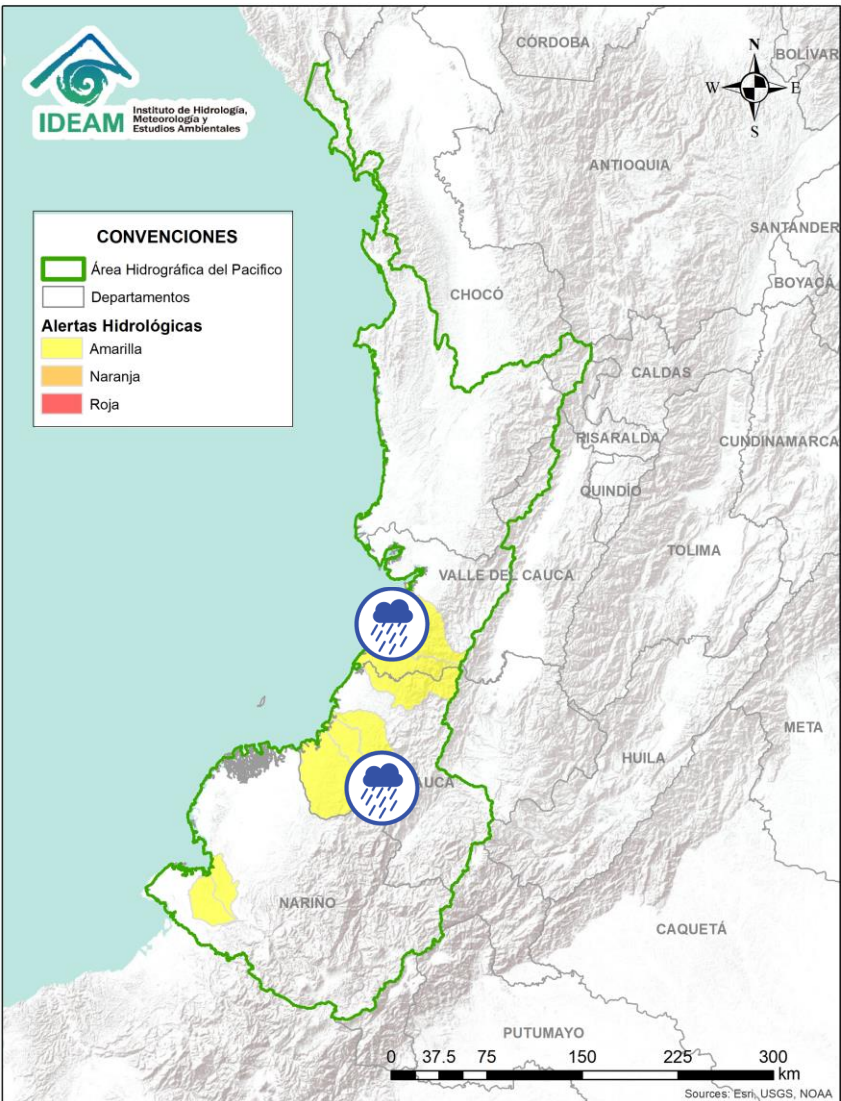 IDEAM
Instituto de Hidrología,
Meteorología y
Estudios Ambientales
N
W
E
S
CÓRDOBA
BOLÍVAR
ANTIOQUIA
SANTANDER
BOYACÁ
CHOCÓ
CONVENCIONES
Área Hidrográfica del Pacifico
Departamentos
Alertas Hidrológicas
Amarilla
Naranja
Roja
CALDAS
RISARALDA
CUNDINAMARCA
QUINDÍO
TOLIMA
VALLE DEL CAUCA
META
HUILA
AUCA
NARIÑO
CAQUETÁ
PUTUMAYO
0 37.5 75 150 225 300
km
Sources: Esri, USGS, NOAA